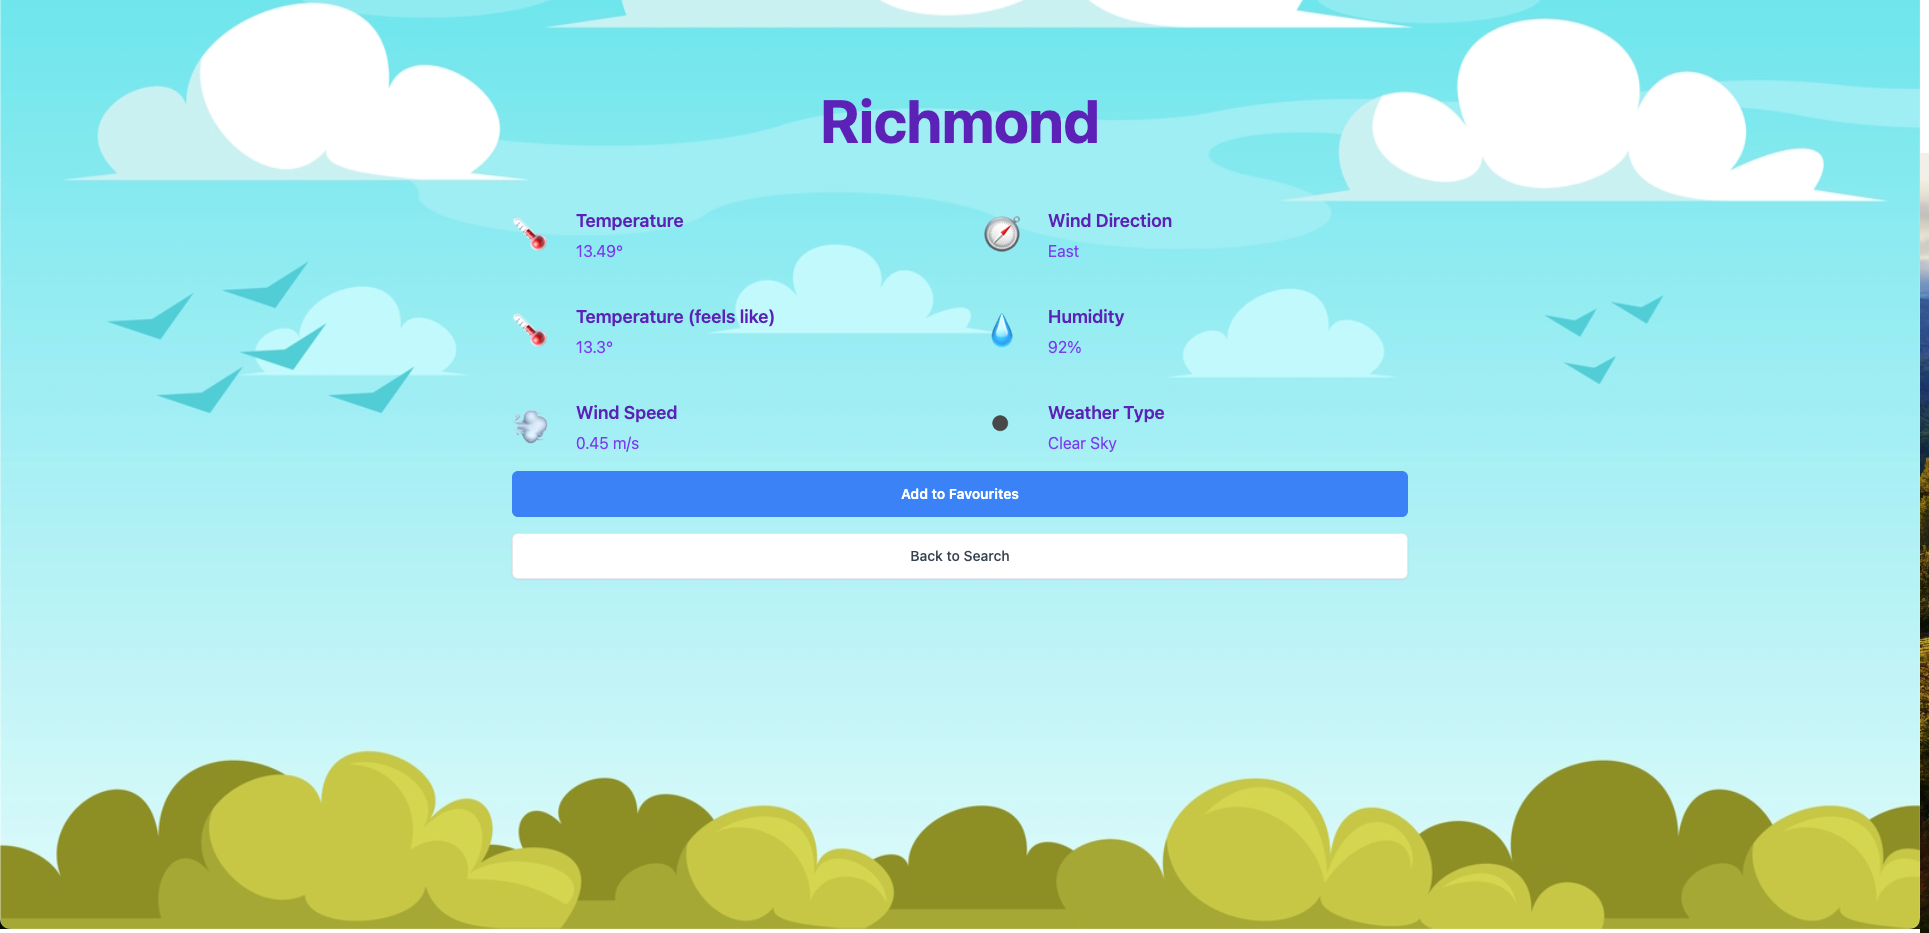 Richmond
Temperature
13.49°
Wind Direction
East
Temperature (feels like)
13.3°
Humidity
92%
Wind Speed
0.45 m/s
Weather Type
Clear Sky
Add to Favourites
Back to Search